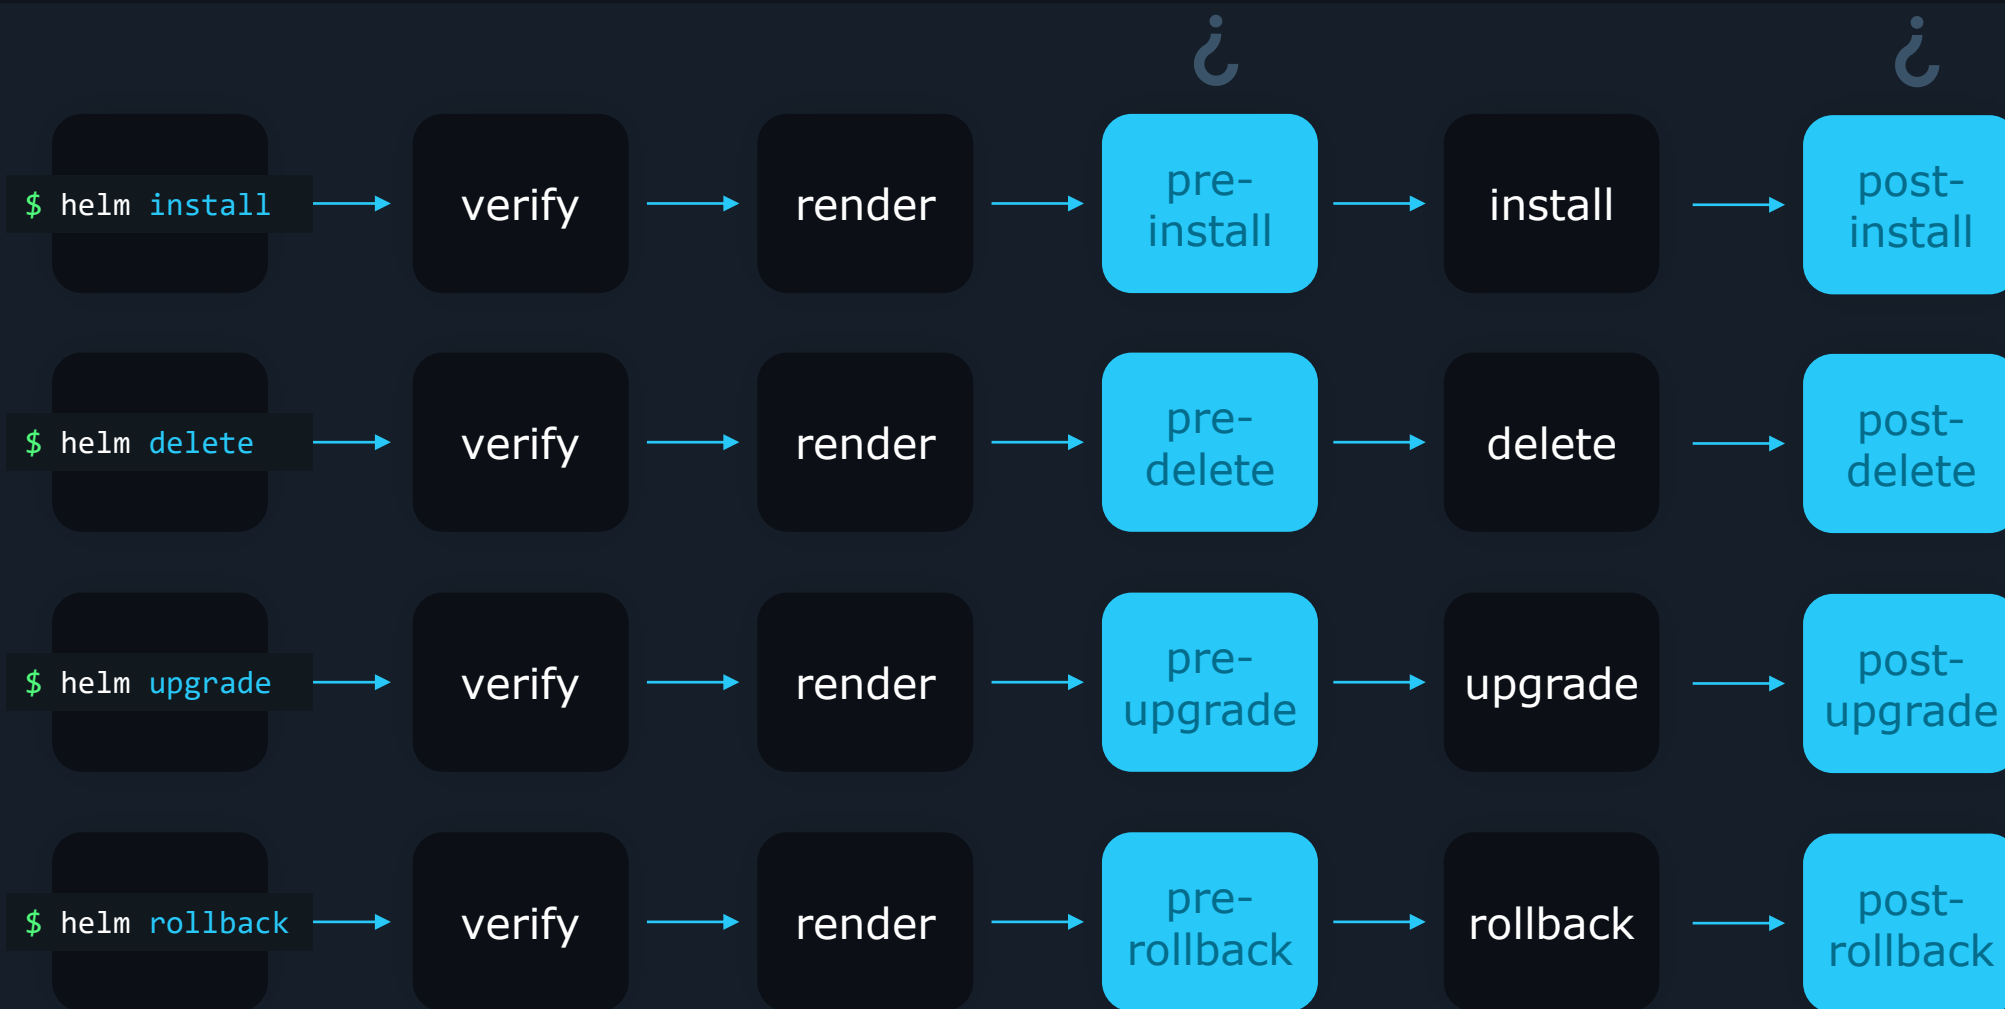 ¿ ¿
$ helm install verify render pre-
install install post-
install
$ helm delete verify render pre-
delete delete post-
delete
$ helm upgrade verify render pre-
upgrade upgrade post-
upgrade
$ helm rollback verify render pre-
rollback rollback post-
rollback